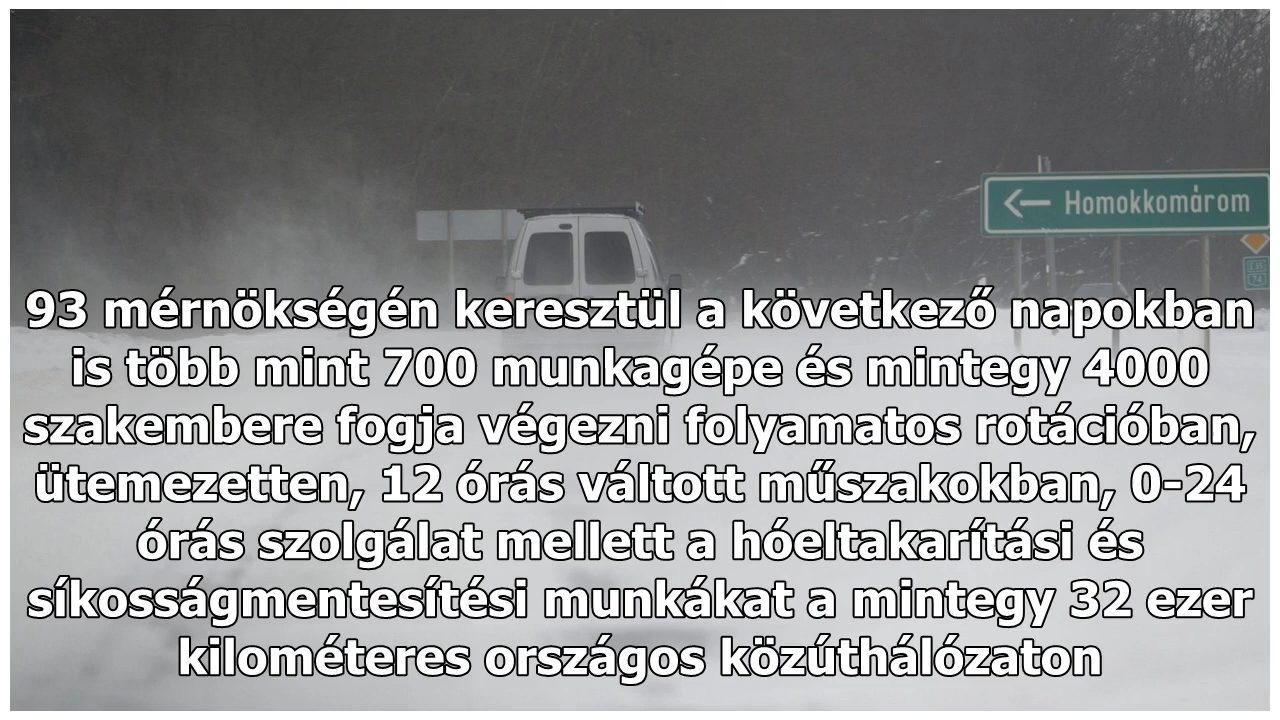 Homokkomárom
93 mérnökségén keresztül a következő napokban
is több mint 700 munkagépe és mintegy 4000
szakembere fogja végezni folyamatos rotációban,
ütemezetten, 12 órás váltott műszakokban, 0-24
órás szolgálat mellett a hóeltakarítási és
síkosságmentesítési munkákat a mintegy 32 ezer
kilométeres országos közúthálózaton